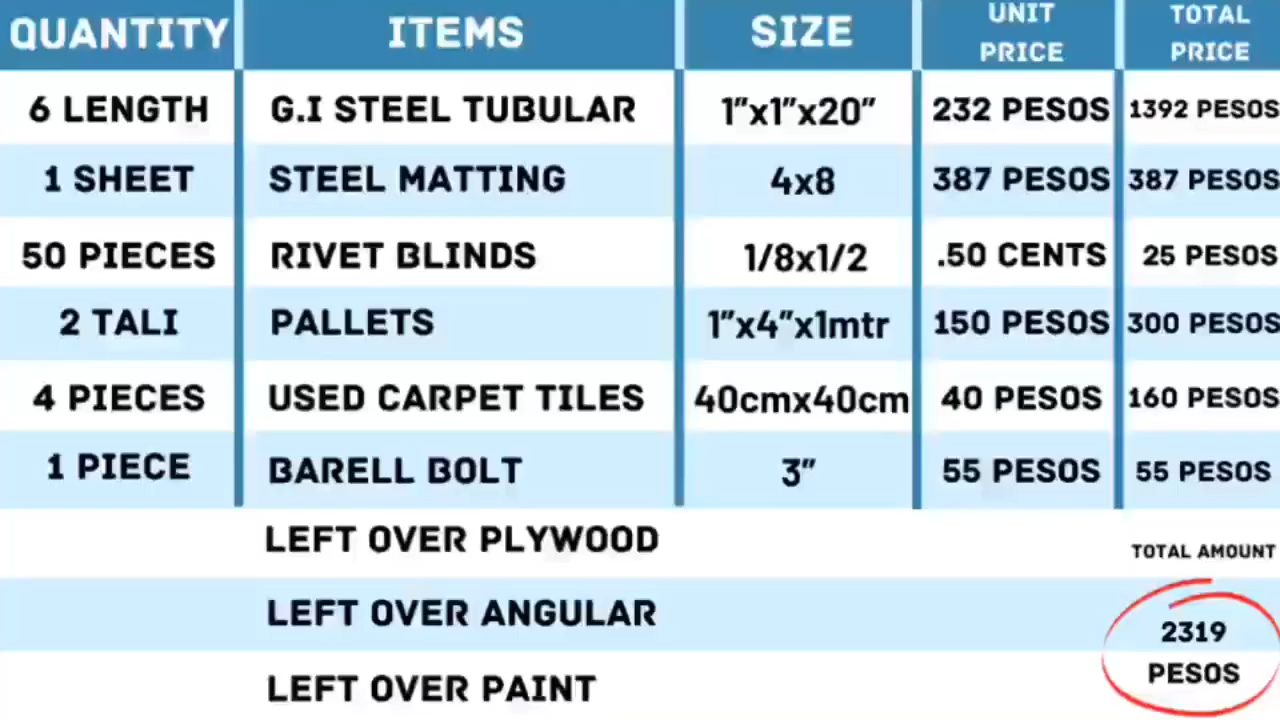 QUANTITY ITEMS SIZE UNIT PRICE TOTAL PRICE
6 LENGTH G.I STEEL TUBULAR 1"x1"x20" 232 PESOS 1392 PESOS
1 SHEET STEEL MATTING 4x8 387 PESOS 387 PESOS
50 PIECES RIVET BLINDS 1/8x1/2 .50 CENTS 25 PESOS
2 TALI PALLETS 1"x4"x1mtr 150 PESOS 300 PESOS
4 PIECES USED CARPET TILES 40cmx40cm 40 PESOS 160 PESOS
1 PIECE BARELL BOLT 3" 55 PESOS 55 PESOS
LEFT OVER PLYWOOD
TOTAL AMOUNT
LEFT OVER ANGULAR
2319
PESOS
LEFT OVER PAINT